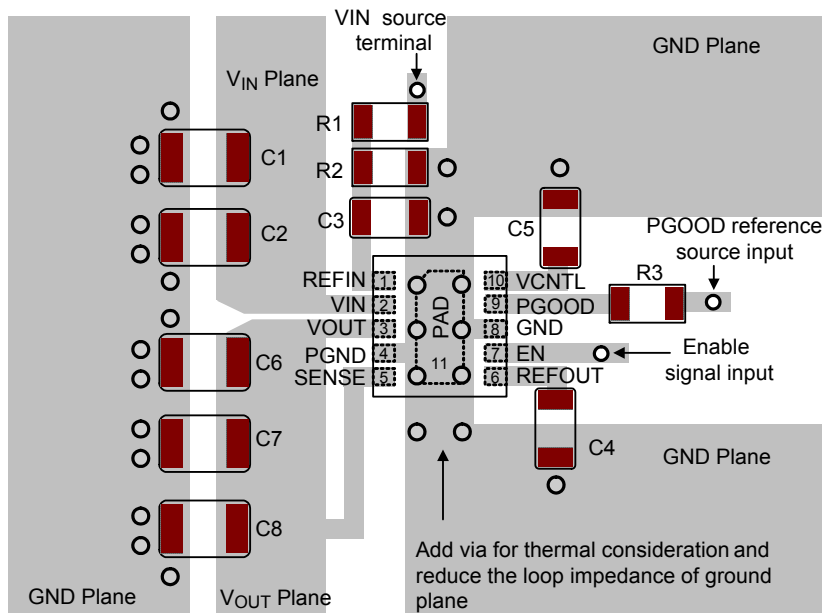 VIN source
terminal
GND Plane
VIN Plane
R1
R2
C1
C3
C2
C5
PGOOD reference
source input
R3
REFIN 1
10 VCNTL
VIN 2
9 PGOOD
VOUT 3
8 GND
PAD
PGND 4
11
7 EN
Enable
signal input
SENSE 5
6 REFOUT
C6
C7
C4
GND Plane
C8
Add via for thermal consideration and
reduce the loop impedance of ground
plane
GND Plane
VOUT Plane